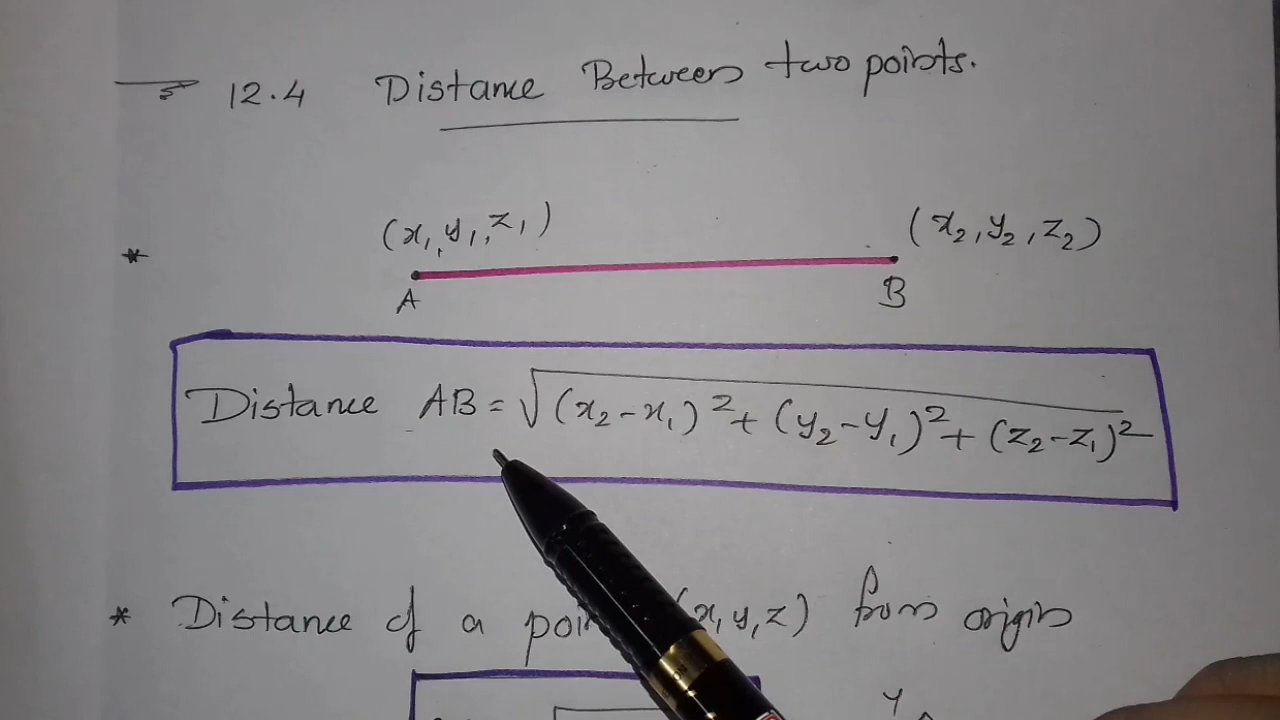 12.4 Distance Between two points.
* (x₁, y₁, z₁) (x₂, y₂, z₂)
A B
Distance AB = √(x₂-x₁)² + (y₂-y₁)² + (z₂-z₁)²
* Distance of a (x, y, z) from origin
y